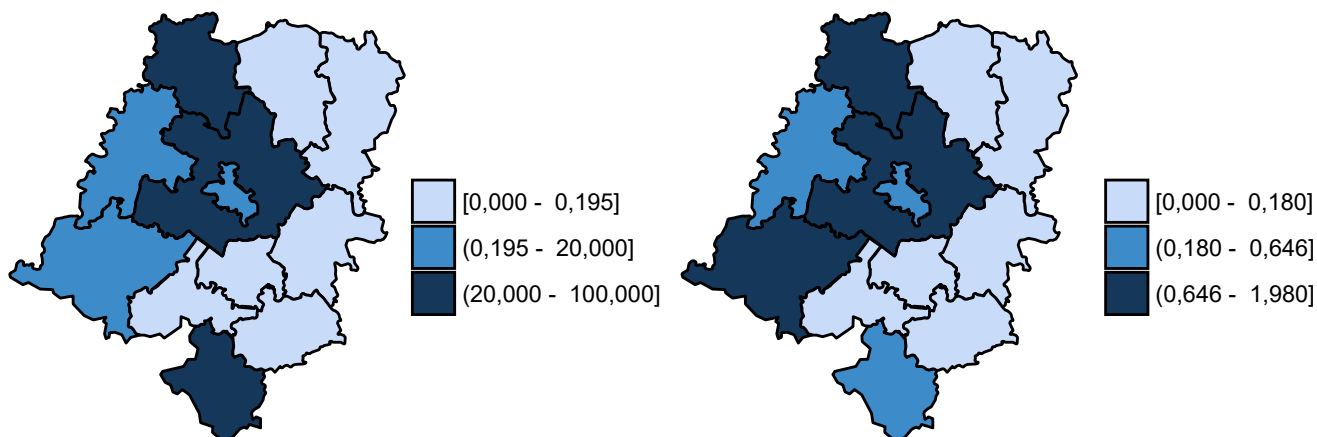 [0,000 - 0,195]
(0,195 - 20,000]
(20,000 - 100,000]
[0,000 - 0,180]
(0,180 - 0,646]
(0,646 - 1,980]